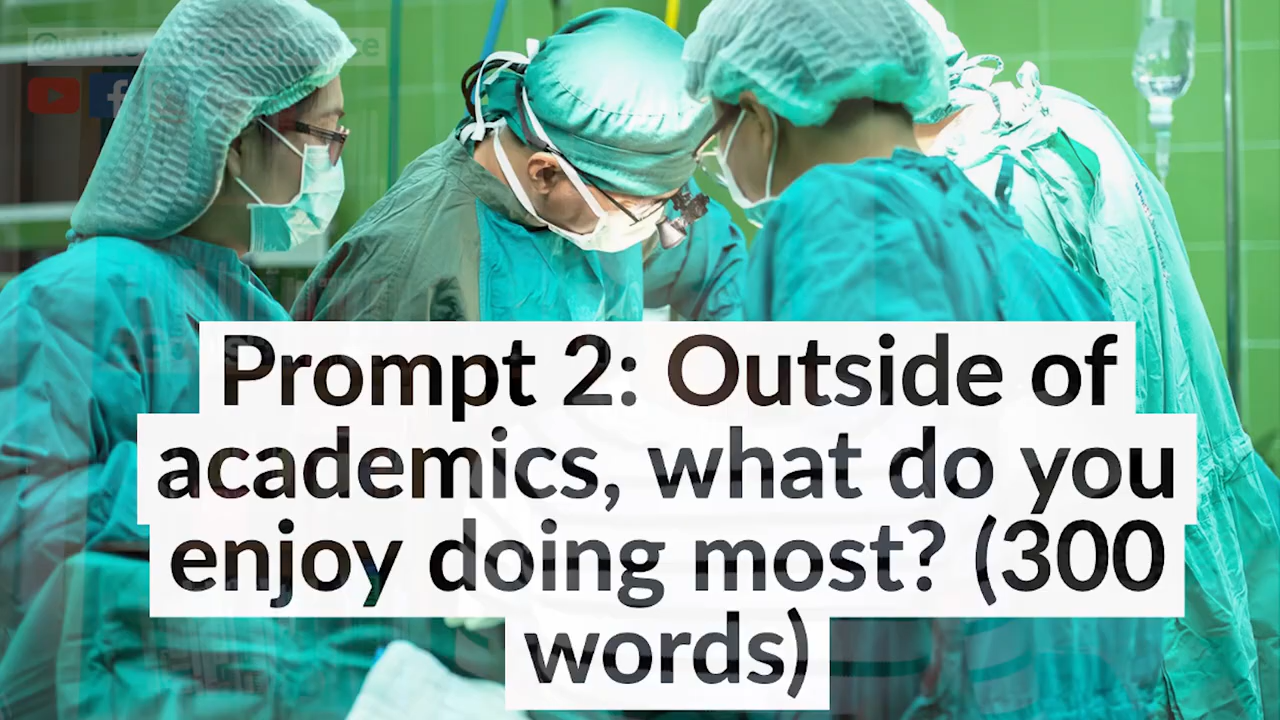 Prompt 2: Outside of
academics, what do you
enjoy doing most? (300
words)